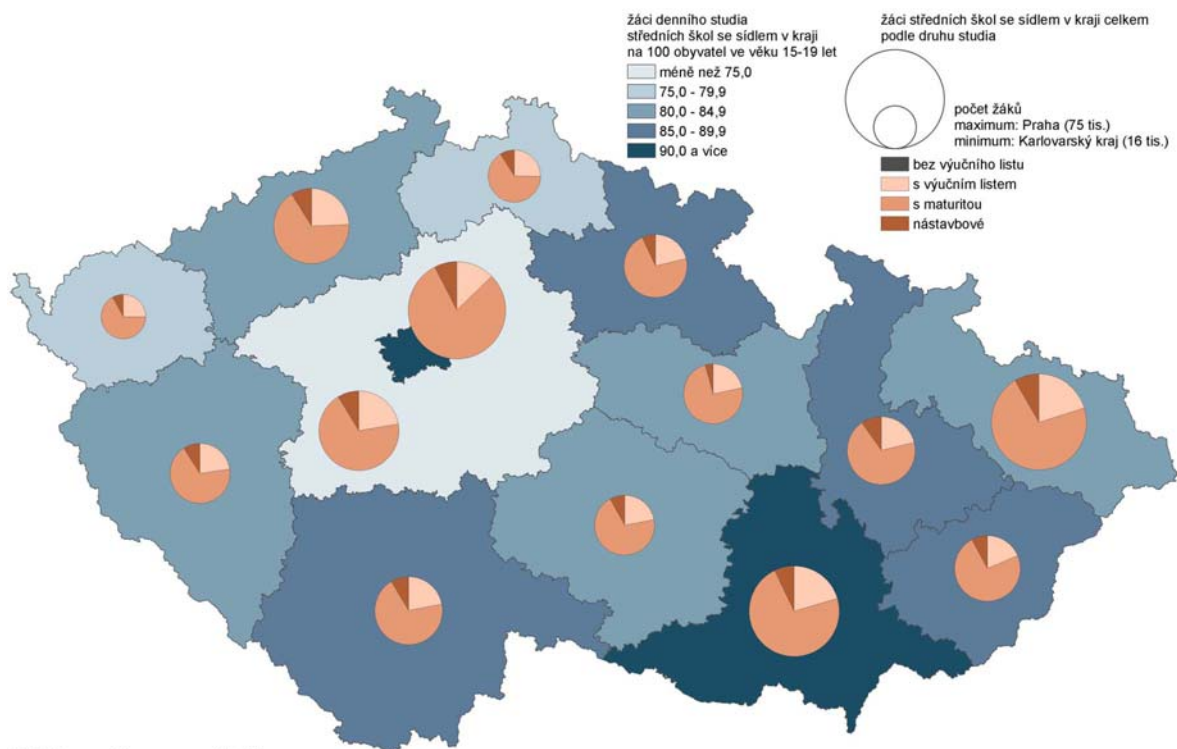 žáci denního studia
středních škol se sídlem v kraji
na 100 obyvatel ve věku 15-19 let
méně než 75,0
75,0 - 79,9
80,0 - 84,9
85,0 - 89,9
90,0 a více
žáci středních škol se sídlem v kraji celkem
podle druhu studia
počet žáků
maximum: Praha (75 tis.)
minimum: Karlovarský kraj (16 tis.)
bez výučního listu
s výučním listem
s maturitou
nástavbové